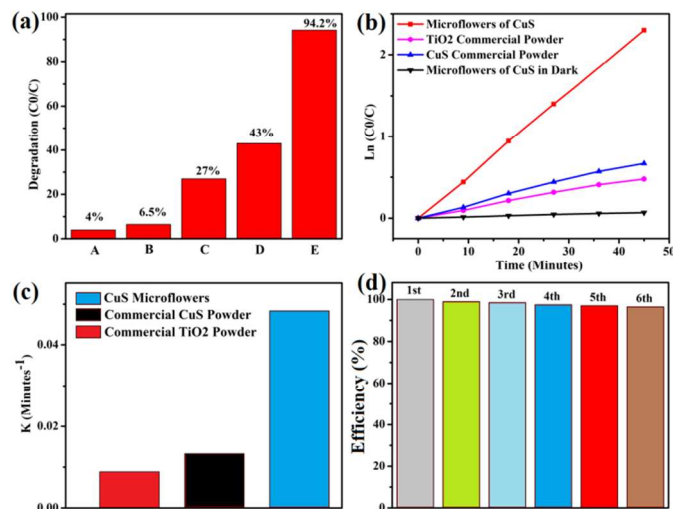 (a)
Degradation (C0/C)
100
80
60
40
20
0
4%
6.5%
27%
43%
94.2%
A B C D E
(b)
Microflowers of CuS
TiO2 Commercial Powder
CuS Commercial Powder
Microflowers of CuS in Dark
Ln (C0/C)
2
1
0
0 10 20 30 40 50
Time (Minutes)
(c)
CuS Microflowers
Commercial CuS Powder
Commercial TiO2 Powder
K (Minutes-1)
0.04
0.02
0.00
(d)
Efficiency (%)
100
80
60
40
20
0
1st 2nd 3rd 4th 5th 6th